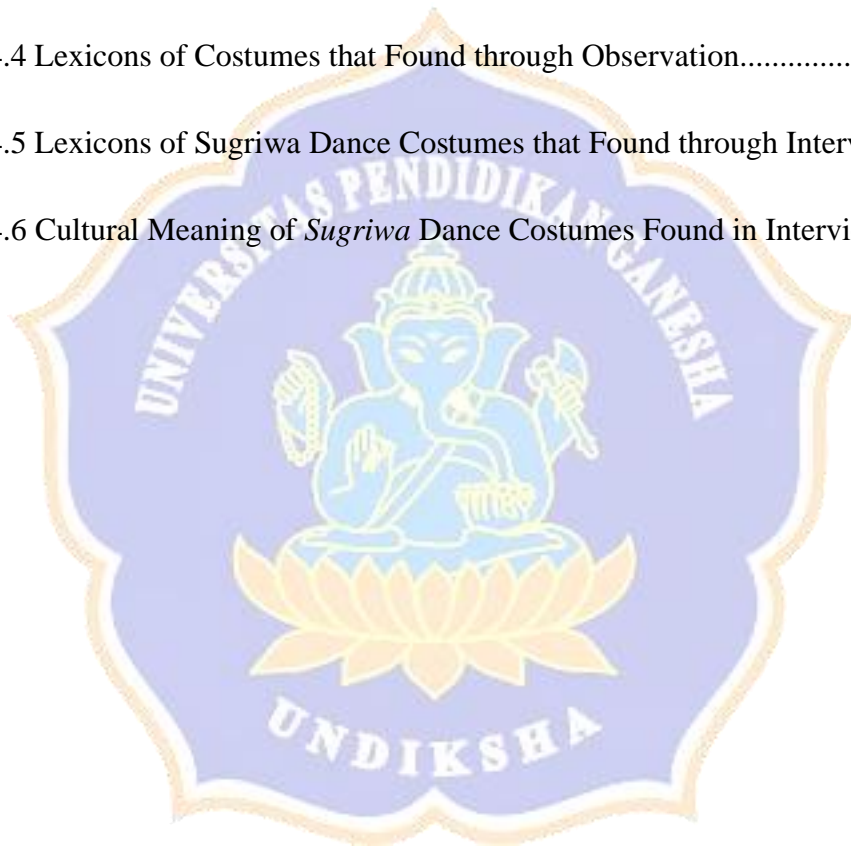 .4 Lexicons of Costumes that Found through Observation..............
.5 Lexicons of Sugriwa Dance Costumes that Found through Interv
.6 Cultural Meaning of Sugriwa Dance Costumes Found in Intervi
UNIVERSITAS PENDIDIKAN GANESHA
UNDIKSHA